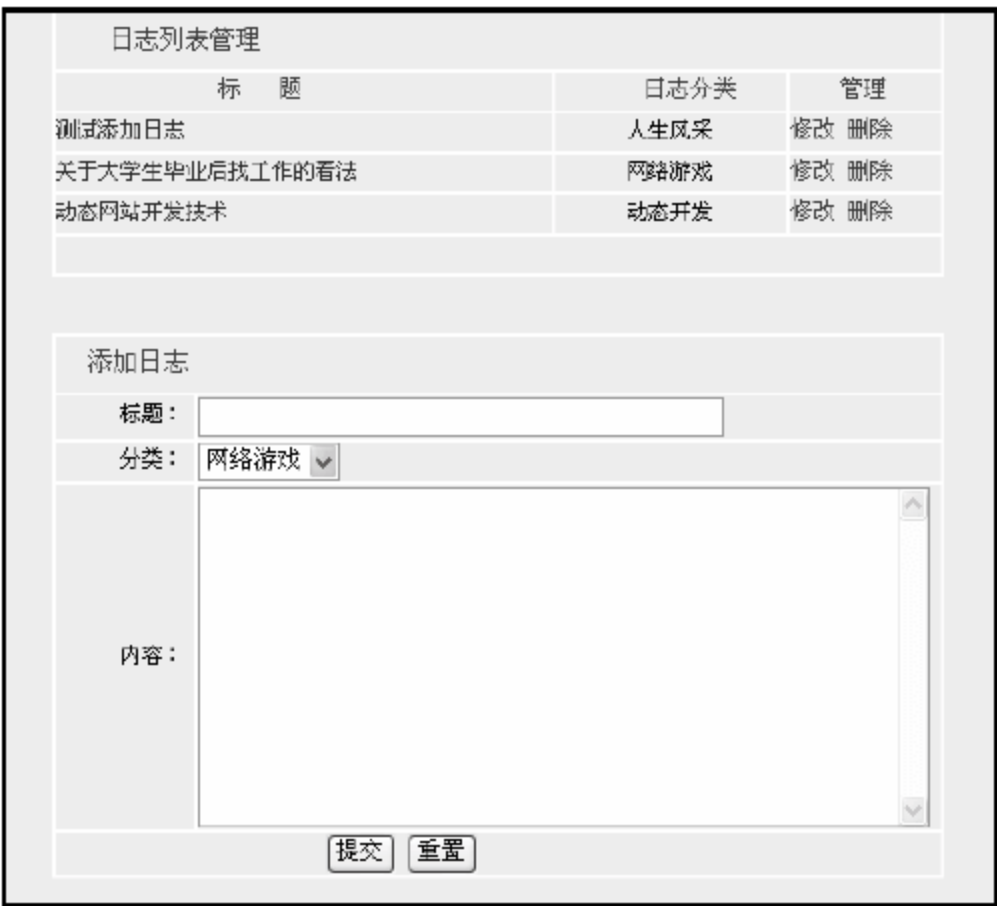 日志列表管理
标 题 日志分类 管理
测试添加日志 人生风采 修改 删除
关于大学生毕业后找工作的看法 网络游戏 修改 删除
动态网站开发技术 动态开发 修改 删除
添加日志
标题：
分类： 网络游戏
内容：
提交 重置